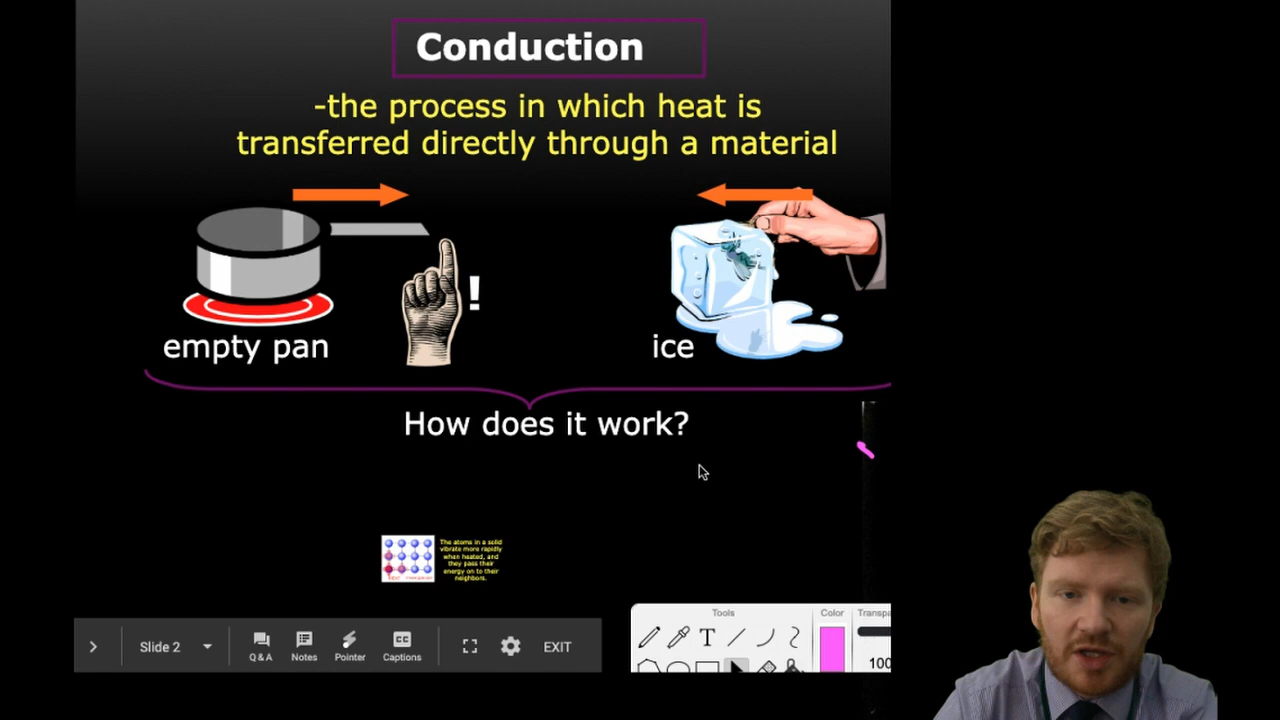 Conduction
-the process in which heat is
transferred directly through a material
!
empty pan
ice
How does it work?
The atoms in a solid
vibrate more rapidly
when heated, and
they pass their
energy on to their
neighbors.
Slide 2
Q & A
Notes
Pointer
CC
Captions
EXIT
Tools
Color
Transpa
T
100